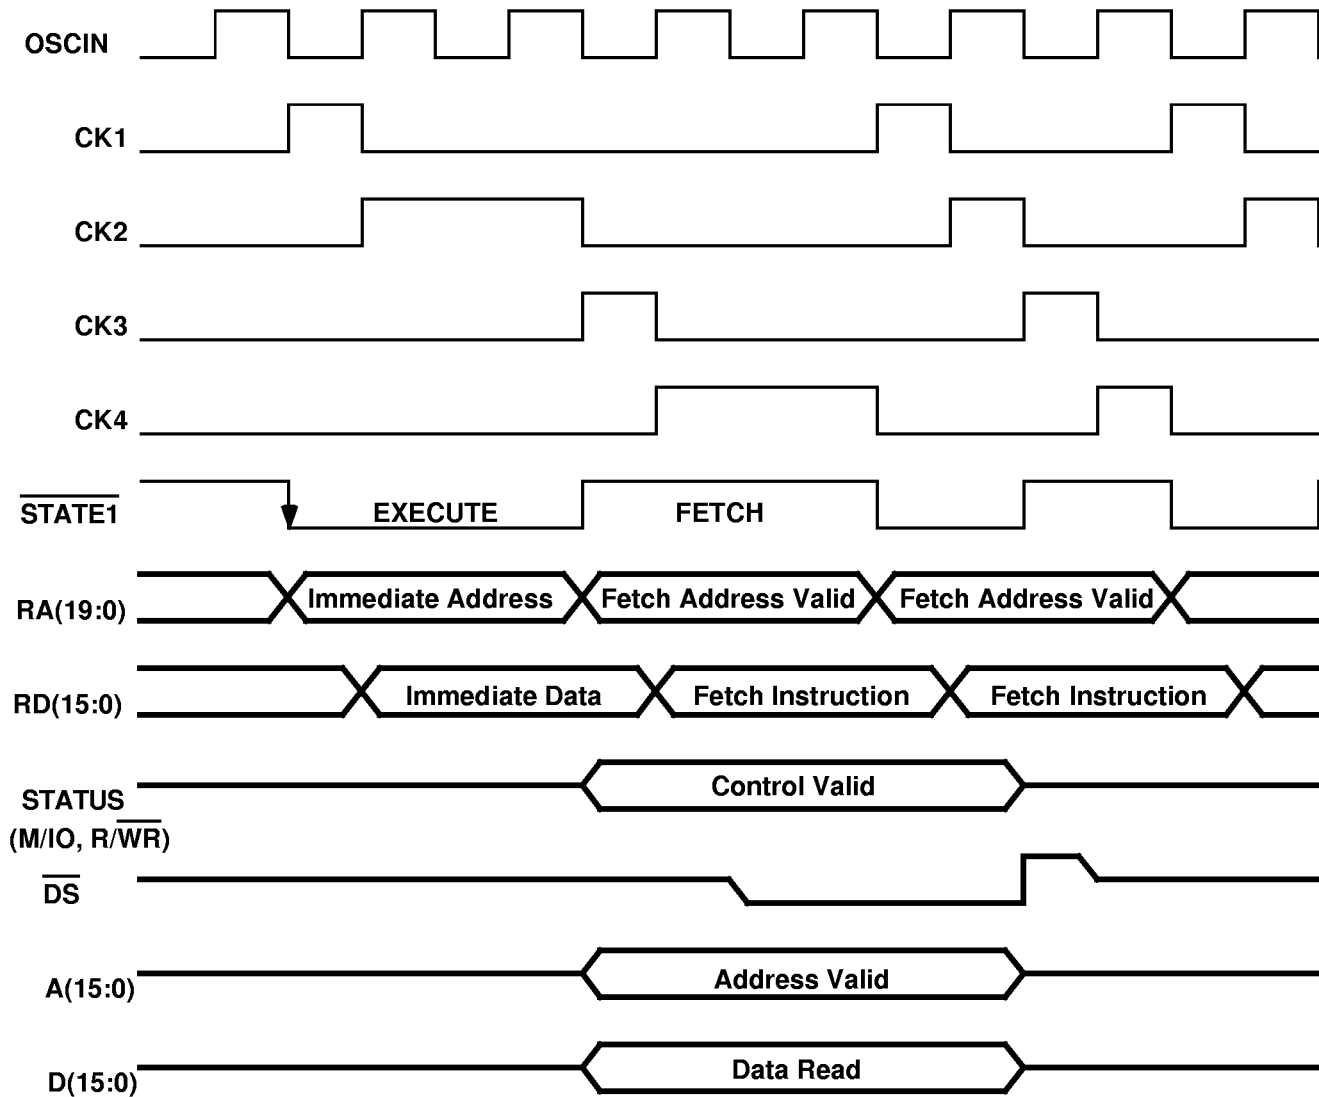 OSCIN
CK1
CK2
CK3
CK4
STATE1 EXECUTE FETCH
RA(19:0) Immediate Address Fetch Address Valid Fetch Address Valid
RD(15:0) Immediate Data Fetch Instruction Fetch Instruction
STATUS Control Valid
(M/IO, R/WR)
DS
A(15:0) Address Valid
D(15:0) Data Read